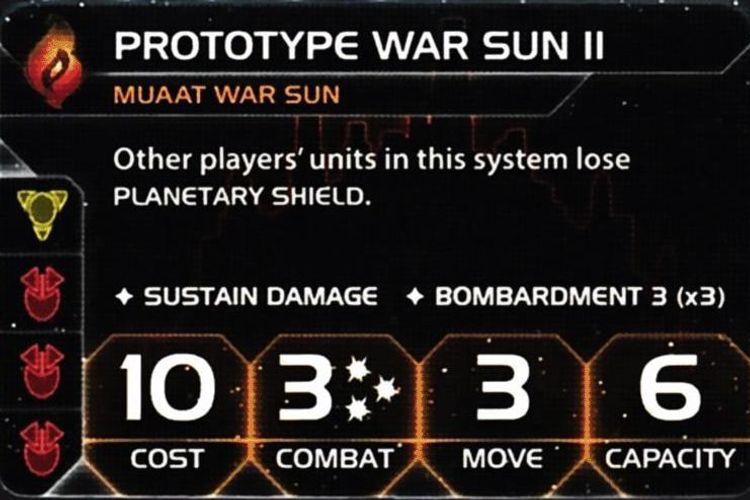 PROTOTYPE WAR SUN II
MUAAT WAR SUN
Other players' units in this system lose
PLANETARY SHIELD.
✦ SUSTAIN DAMAGE ✦ BOMBARDMENT 3 (x3)
10 3 3 6
COST COMBAT MOVE CAPACITY